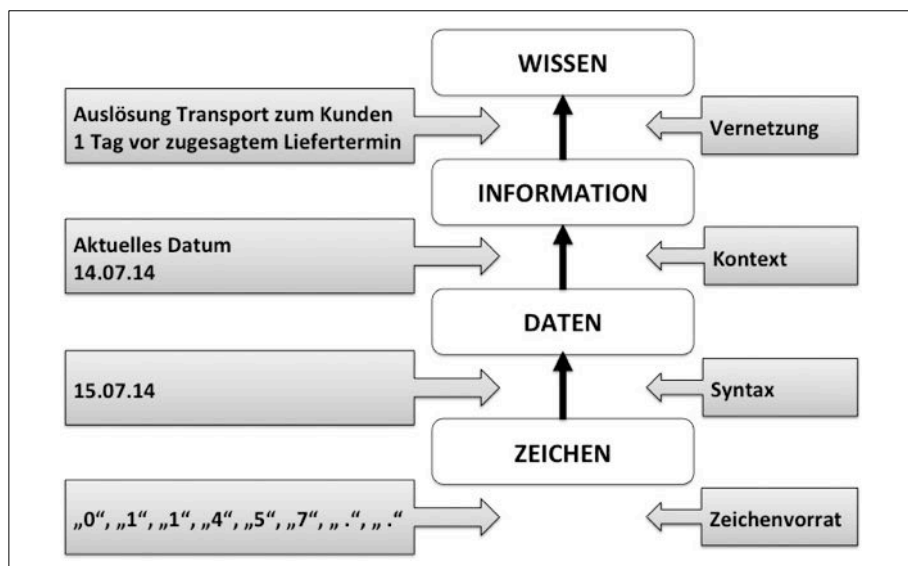 WISSEN
Auslösung Transport zum Kunden
1 Tag vor zugesagtem Liefertermin
Vernetzung
INFORMATION
Aktuelles Datum
14.07.14
Kontext
DATEN
15.07.14
Syntax
ZEICHEN
„0“, „1“, „1“, „4“, „5“, „7“, „ .“, „ .“
Zeichenvorrat